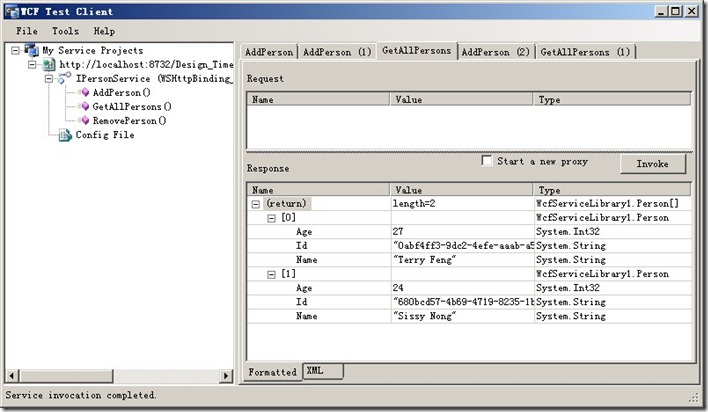 WCF Test Client
File Tools Help
My Service Projects
http://localhost:8732/Design_Time
IPersonService (WSHttpBinding_
AddPerson()
GetAllPersons()
RemovePerson()
Config File
AddPerson AddPerson (1) GetAllPersons AddPerson (2) GetAllPersons (1)
Request
Name Value Type
Response Start a new proxy Invoke
Name Value Type
(return) length=2 WcfServiceLibrary1.Person[]
[0] WcfServiceLibrary1.Person
Age 27 System.Int32
Id "0abf4ff3-9dc2-4efe-aaab-a5 System.String
Name "Terry Feng" System.String
[1] WcfServiceLibrary1.Person
Age 24 System.Int32
Id "680bcd57-4b69-4719-8235-1b System.String
Name "Sissy Nong" System.String
Formatted XML
Service invocation completed.